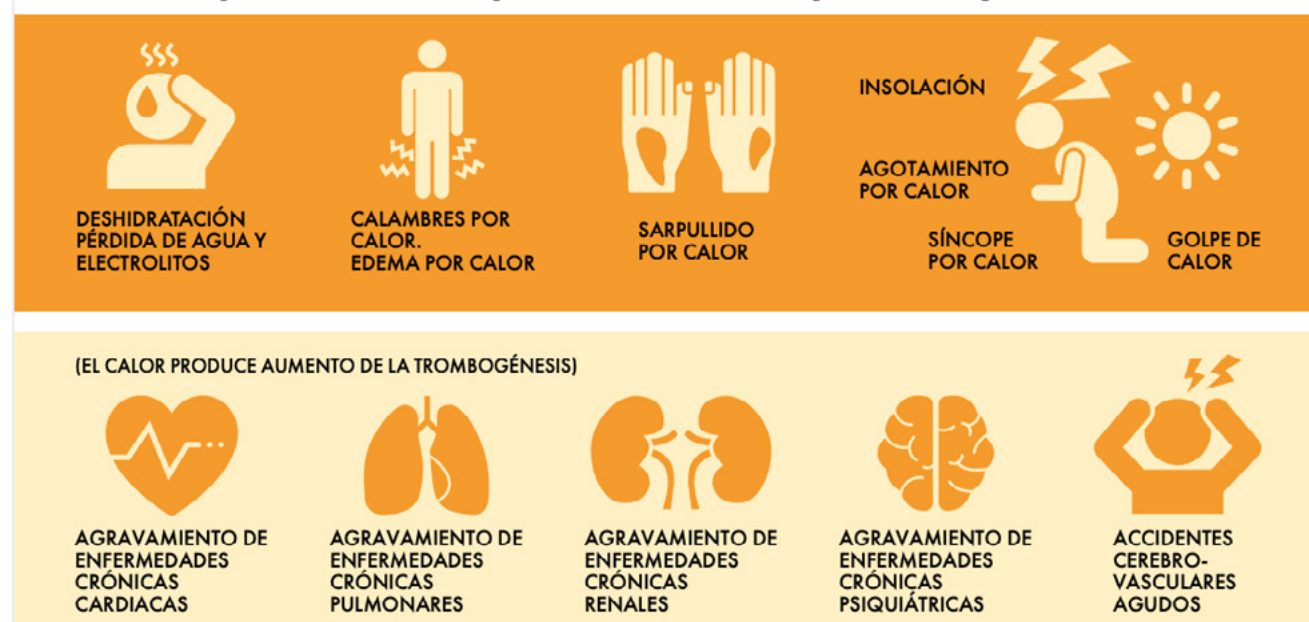 DESHIDRATACIÓN
PÉRDIDA DE AGUA Y
ELECTROLITOS
CALAMBRES POR
CALOR.
EDEMA POR CALOR
SARPULLIDO
POR CALOR
INSOLACIÓN
AGOTAMIENTO
POR CALOR
SÍNCOPE
POR CALOR
GOLPE DE
CALOR
(EL CALOR PRODUCE AUMENTO DE LA TROMBOGÉNESIS)
AGRAVAMIENTO DE
ENFERMEDADES
CRÓNICAS
CARDIACAS
AGRAVAMIENTO DE
ENFERMEDADES
CRÓNICAS
PULMONARES
AGRAVAMIENTO DE
ENFERMEDADES
CRÓNICAS
RENALES
AGRAVAMIENTO DE
ENFERMEDADES
CRÓNICAS
PSIQUIÁTRICAS
ACCIDENTES
CEREBRO-
VASCULARES
AGUDOS